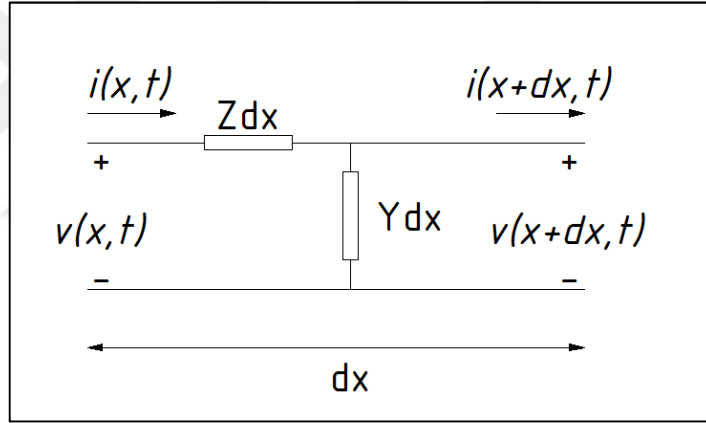 i(x,t)
i(x+dx,t)
Zdx
+
+
Ydx
v(x,t)
v(x+dx,t)
−
−
dx